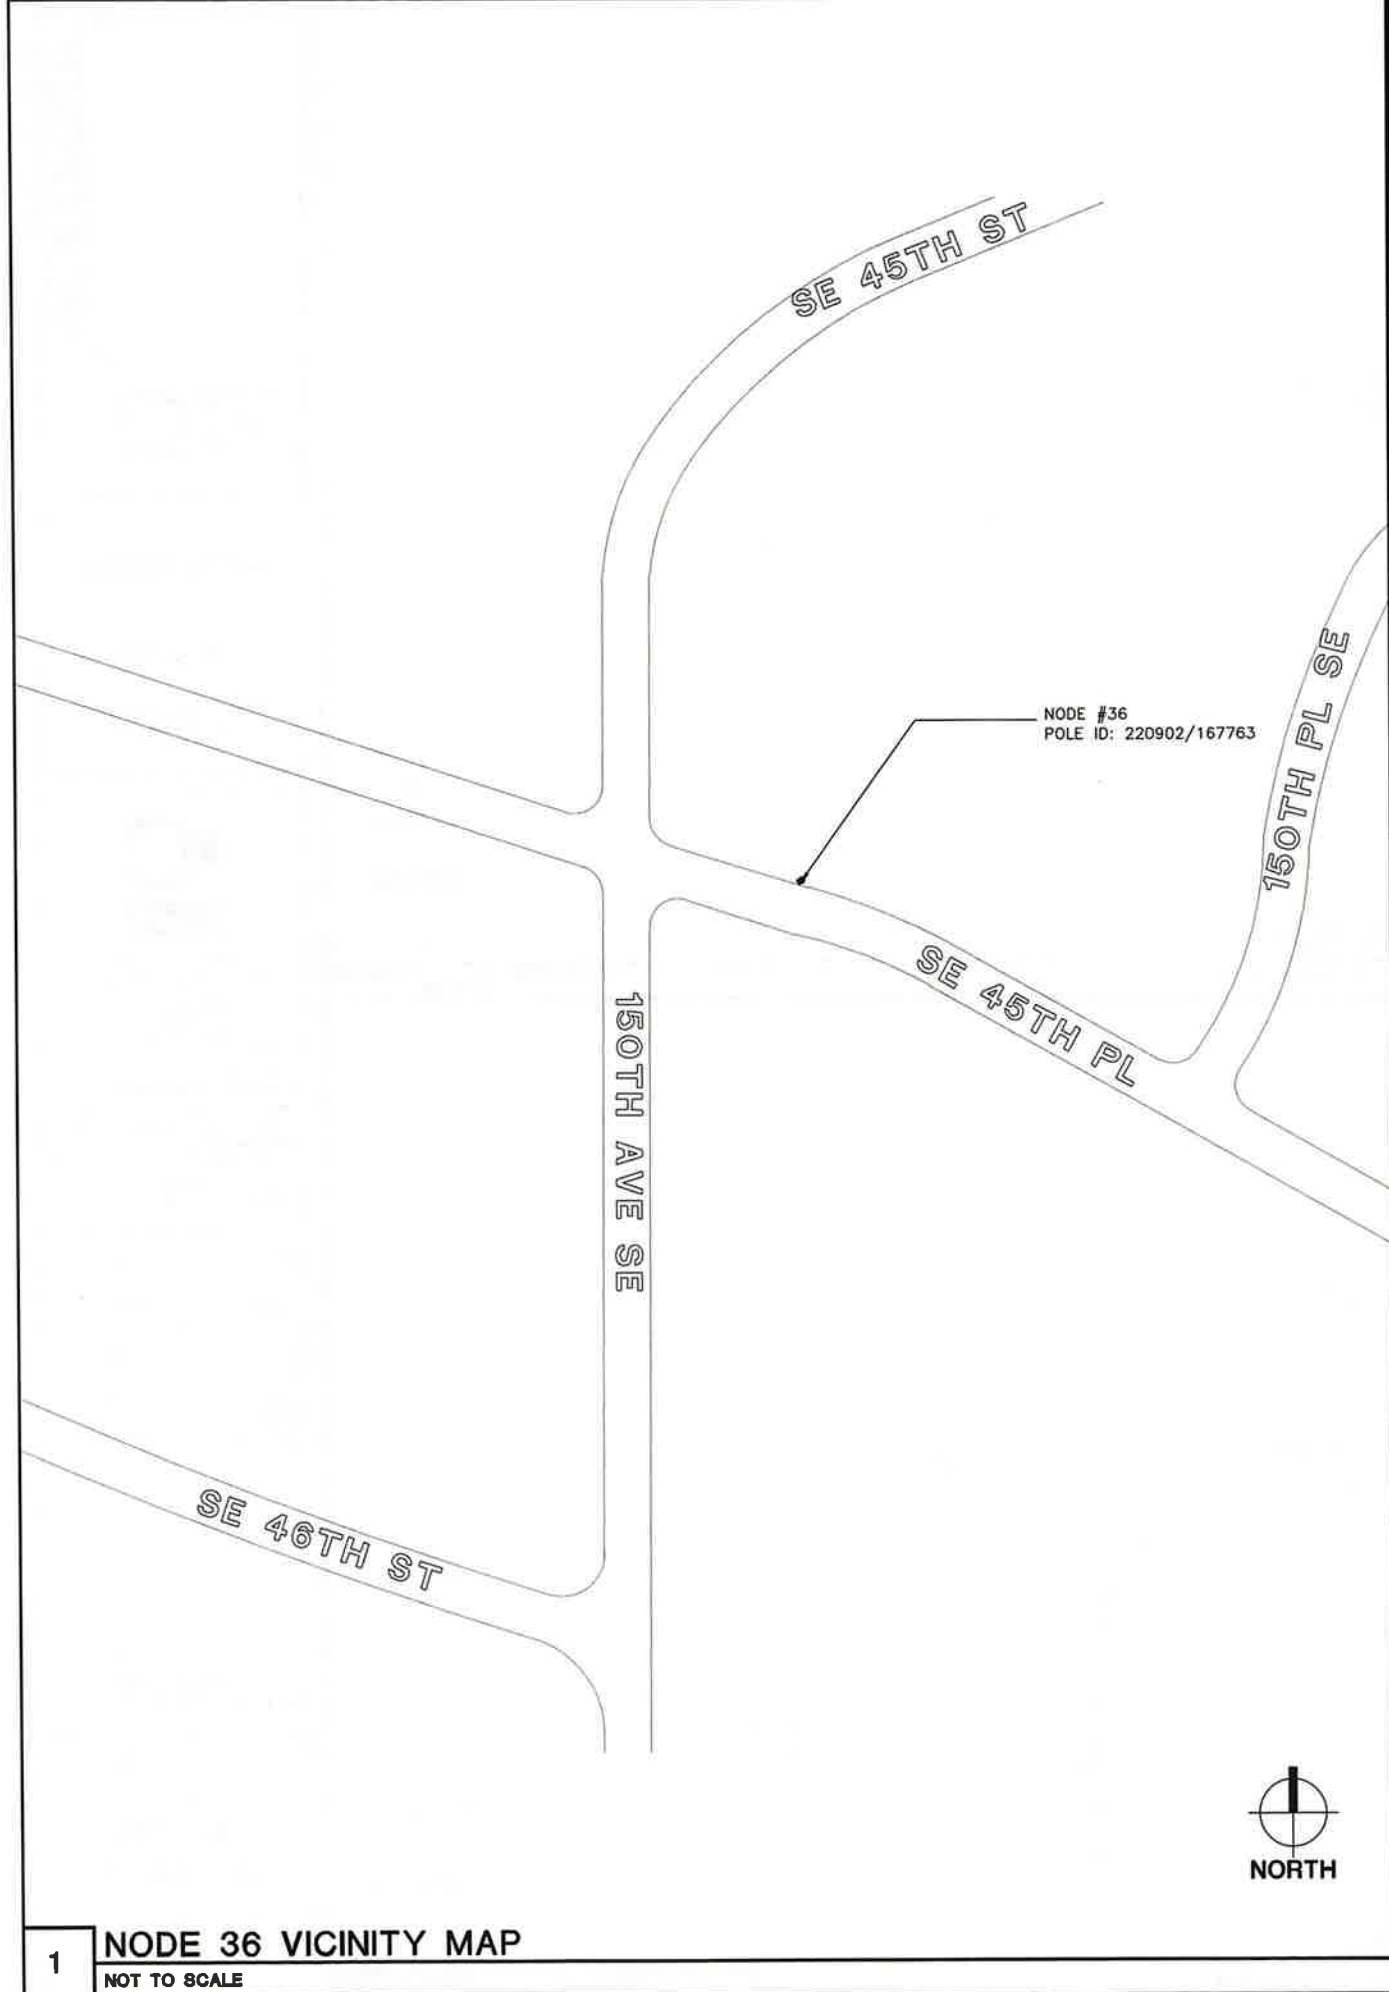 SE 45TH ST
150TH PL SE
NODE #36
POLE ID: 220902/167763
SE 45TH PL
150TH AVE SE
SE 46TH ST
NORTH
1
NODE 36 VICINITY MAP
NOT TO SCALE